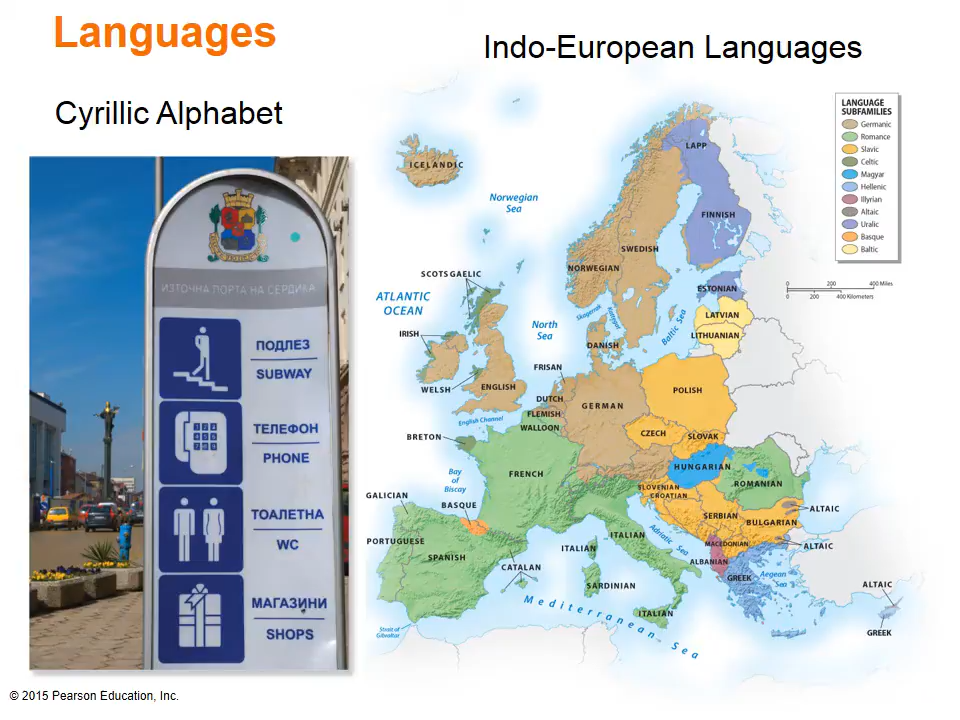 Languages
Indo-European Languages
Cyrillic Alphabet
ИЗТОЧНА ПОРТА НА СЕРДИКА
ПОДЛЕЗ
SUBWAY
ТЕЛЕФОН
PHONE
ТОАЛЕТНА
WC
МАГАЗИНИ
SHOPS
LANGUAGE
SUBFAMILIES
Germanic
Romance
Slavic
Celtic
Magyar
Hellenic
Illyrian
Altaic
Uralic
Basque
Baltic
0 200 400 Miles
0 200 400 Kilometers
LAPP
ICELANDIC
Norwegian
Sea
FINNISH
SWEDISH
NORWEGIAN
SCOTS GAELIC
ESTONIAN
ATLANTIC
OCEAN
Skagerrak
Kattegat
LATVIAN
Baltic Sea
North
Sea
IRISH
LITHUANIAN
DANISH
FRISAN
WELSH
ENGLISH
POLISH
DUTCH
GERMAN
FLEMISH
English Channel
WALLOON
BRETON
CZECH
SLOVAK
HUNGARIAN
Bay
of
Biscay
FRENCH
ROMANIAN
SLOVENIAN
CROATIAN
GALICIAN
BASQUE
SERBIAN
BULGARIAN
ALTAIC
PORTUGUESE
SPANISH
ITALIAN
ITALIAN
Adriatic Sea
MACEDONIAN
ALTAIC
ALBANIAN
CATALAN
GREEK
Aegean
Sea
SARDINIAN
ALTAIC
Mediterranean Sea
ITALIAN
Strait of
Gibraltar
GREEK
© 2015 Pearson Education, Inc.